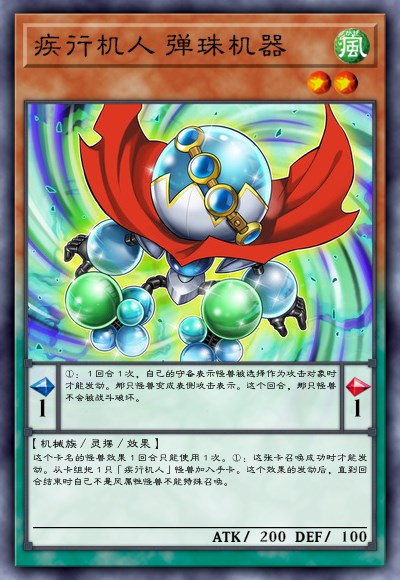 疾行机人 弹珠机器
風
①：1回合1次，自己的守备表示怪兽被选择作为攻击对象时
才能发动。那只怪兽变成表侧攻击表示。这个回合，那只怪兽
不会被战斗破坏。
1
1
【机械族／灵摆／效果】
这个卡名的怪兽效果1回合只能使用1次。①：这张卡召唤成功时才能发
动。从卡组把1只「疾行机人」怪兽加入手卡。这个效果的发动后，直到回
合结束时自己不是风属性怪兽不能特殊召唤。
ATK/ 200 DEF/ 100